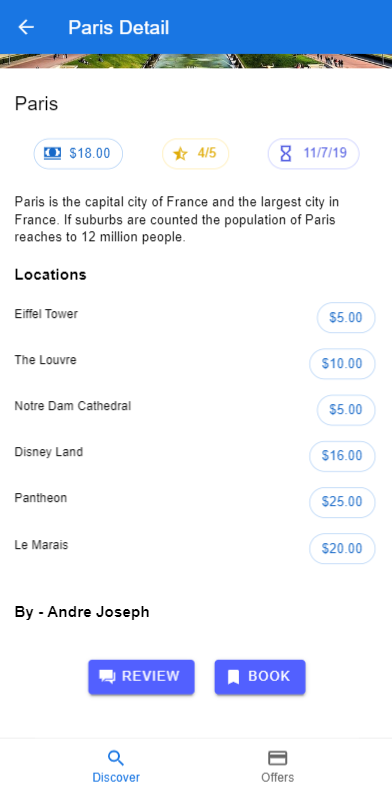 Paris Detail
Paris
$18.00
4/5
11/7/19
Paris is the capital city of France and the largest city in
France. If suburbs are counted the population of Paris
reaches to 12 million people.
Locations
Eiffel Tower
$5.00
The Louvre
$10.00
Notre Dam Cathedral
$5.00
Disney Land
$16.00
Pantheon
$25.00
Le Marais
$20.00
By - Andre Joseph
REVIEW
BOOK
Discover
Offers